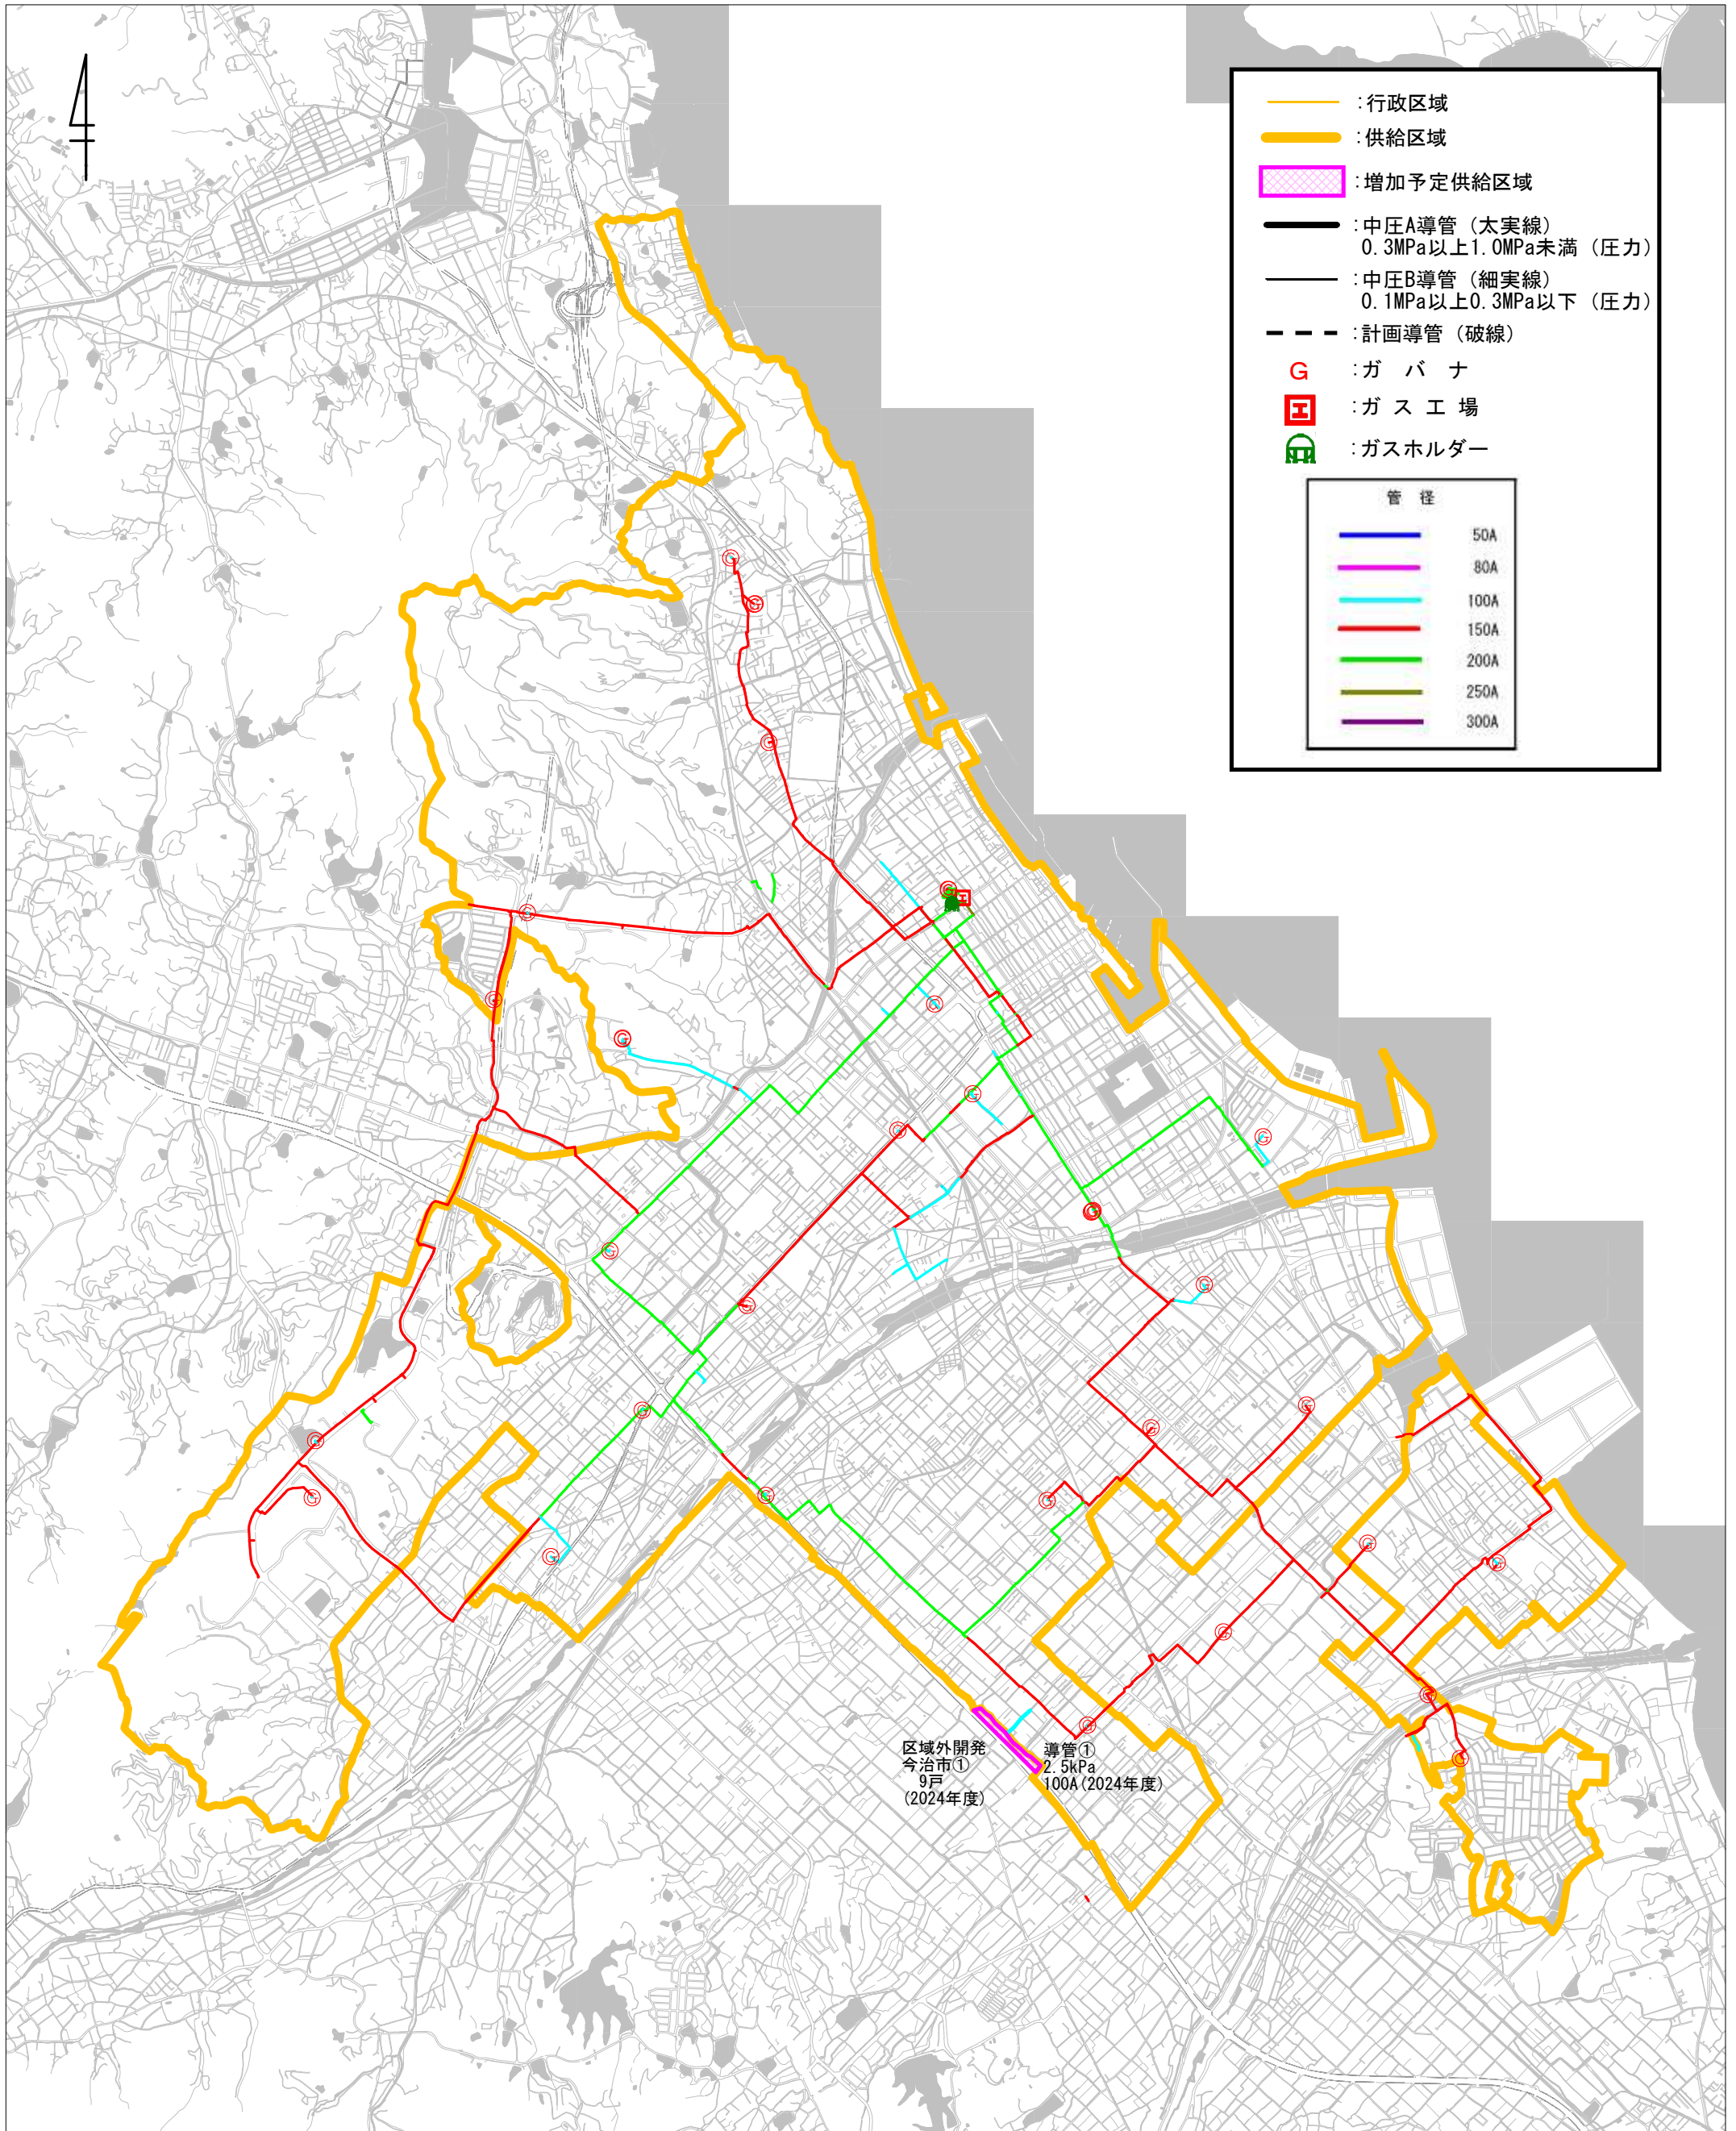 :行政区域
:供給区域
:増加予定供給区域
:中圧A導管（太実線）
0.3MPa以上1.0MPa未満（圧力）
:中圧B導管（細実線）
0.1MPa以上0.3MPa以下（圧力）
:計画導管（破線）
G :ガ バ ナ
工 :ガ ス 工 場
:ガスホルダー
管 径
50A
80A
100A
150A
200A
250A
300A
区域外開発
今治市①
9戸
(2024年度)
導管①
2.5kPa
100A(2024年度)